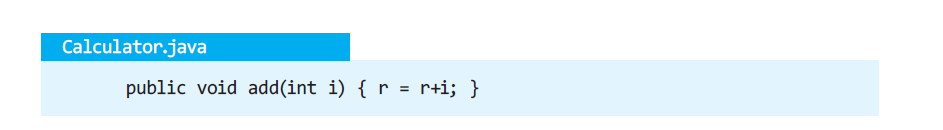 Calculator.java
public void add(int i) { r = r+i; }